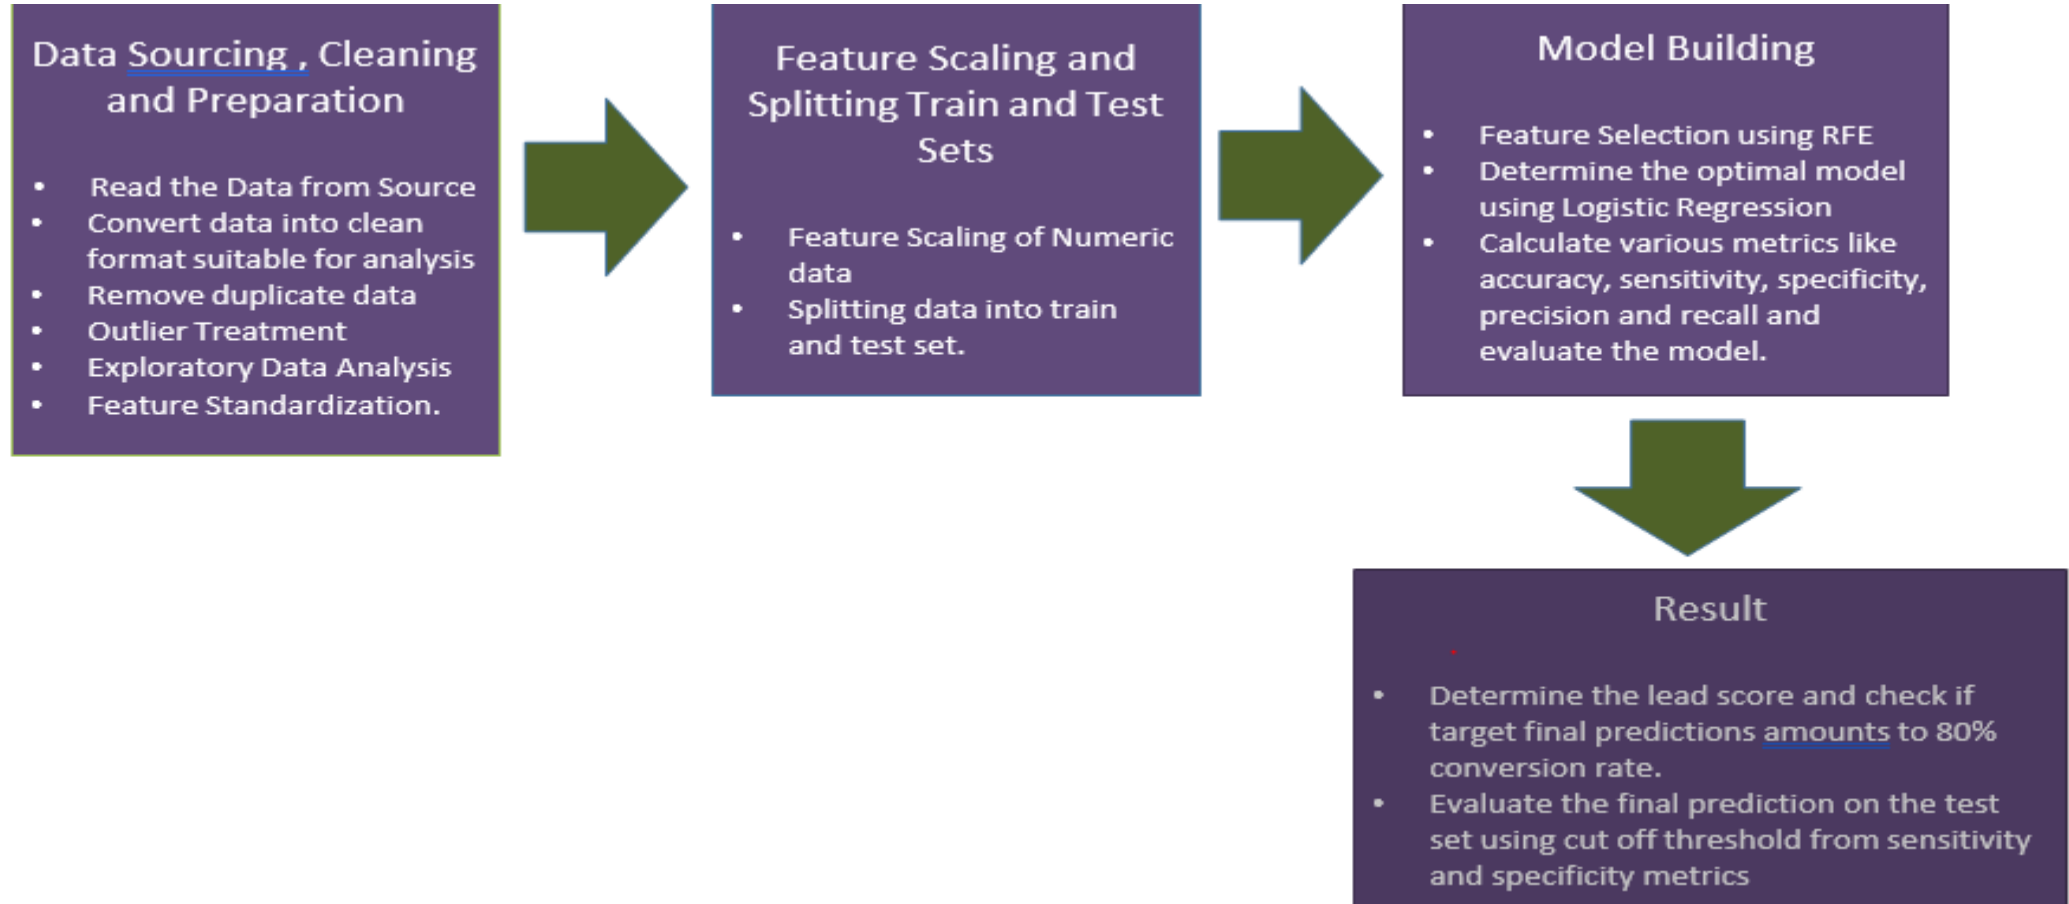 Data Sourcing , Cleaning
and Preparation
• Read the Data from Source
• Convert data into clean
format suitable for analysis
• Remove duplicate data
• Outlier Treatment
• Exploratory Data Analysis
• Feature Standardization.
Feature Scaling and
Splitting Train and Test
Sets
• Feature Scaling of Numeric
data
• Splitting data into train
and test set.
Model Building
• Feature Selection using RFE
• Determine the optimal model
using Logistic Regression
• Calculate various metrics like
accuracy, sensitivity, specificity,
precision and recall and
evaluate the model.
Result
• Determine the lead score and check if
target final predictions amounts to 80%
conversion rate.
• Evaluate the final prediction on the test
set using cut off threshold from sensitivity
and specificity metrics